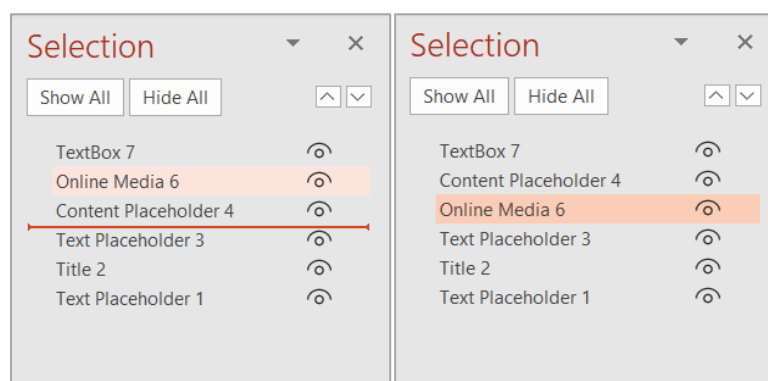 Selection
Show All Hide All
TextBox 7
Online Media 6
Content Placeholder 4
Text Placeholder 3
Title 2
Text Placeholder 1
Selection
Show All Hide All
TextBox 7
Content Placeholder 4
Online Media 6
Text Placeholder 3
Title 2
Text Placeholder 1